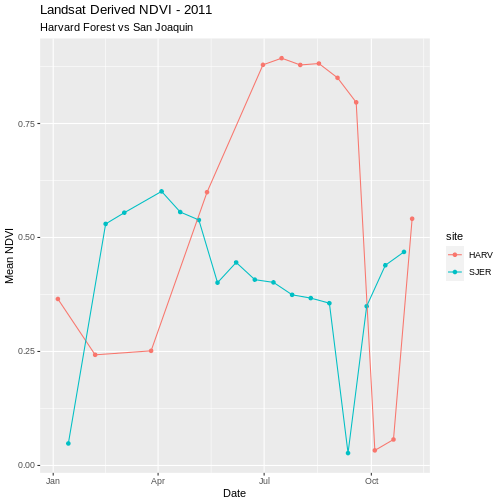 Landsat Derived NDVI - 2011
Harvard Forest vs San Joaquin
Mean NDVI
0.75
0.50
0.25
0.00
Jan Apr Jul Oct
Date
site
HARV
SJER